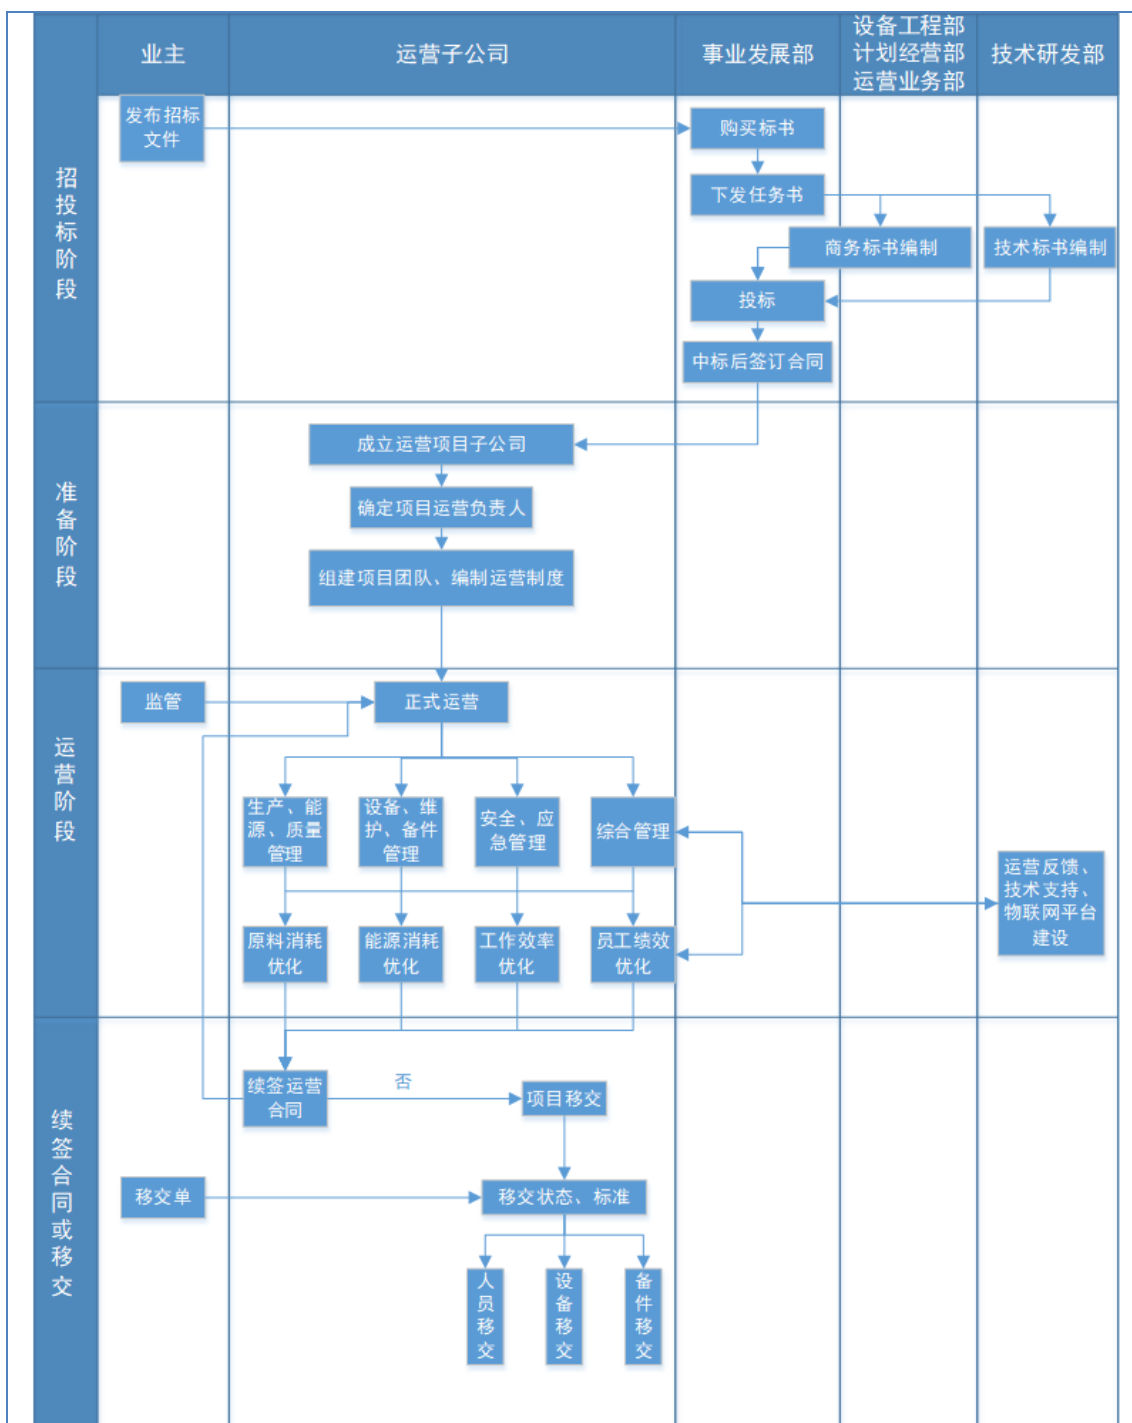 业主
运营子公司
事业发展部
设备工程部
计划经营部
运营业务部
技术研发部
招投标阶段
发布招标
文件
购买标书
下发任务书
商务标书编制
技术标书编制
投标
中标后签订合同
准备阶段
成立运营项目子公司
确定项目运营负责人
组建项目团队、编制运营制度
运营阶段
监管
正式运营
生产、能
源、质量
管理
设备、维
护、备件
管理
安全、应
急管理
综合管理
运营反馈、
技术支持、
物联网平台
建设
原料消耗
优化
能源消耗
优化
工作效率
优化
员工绩效
优化
续签合同或移交
续签运营
合同
否
项目移交
移交单
移交状态、标准
人员移交
设备移交
备件移交